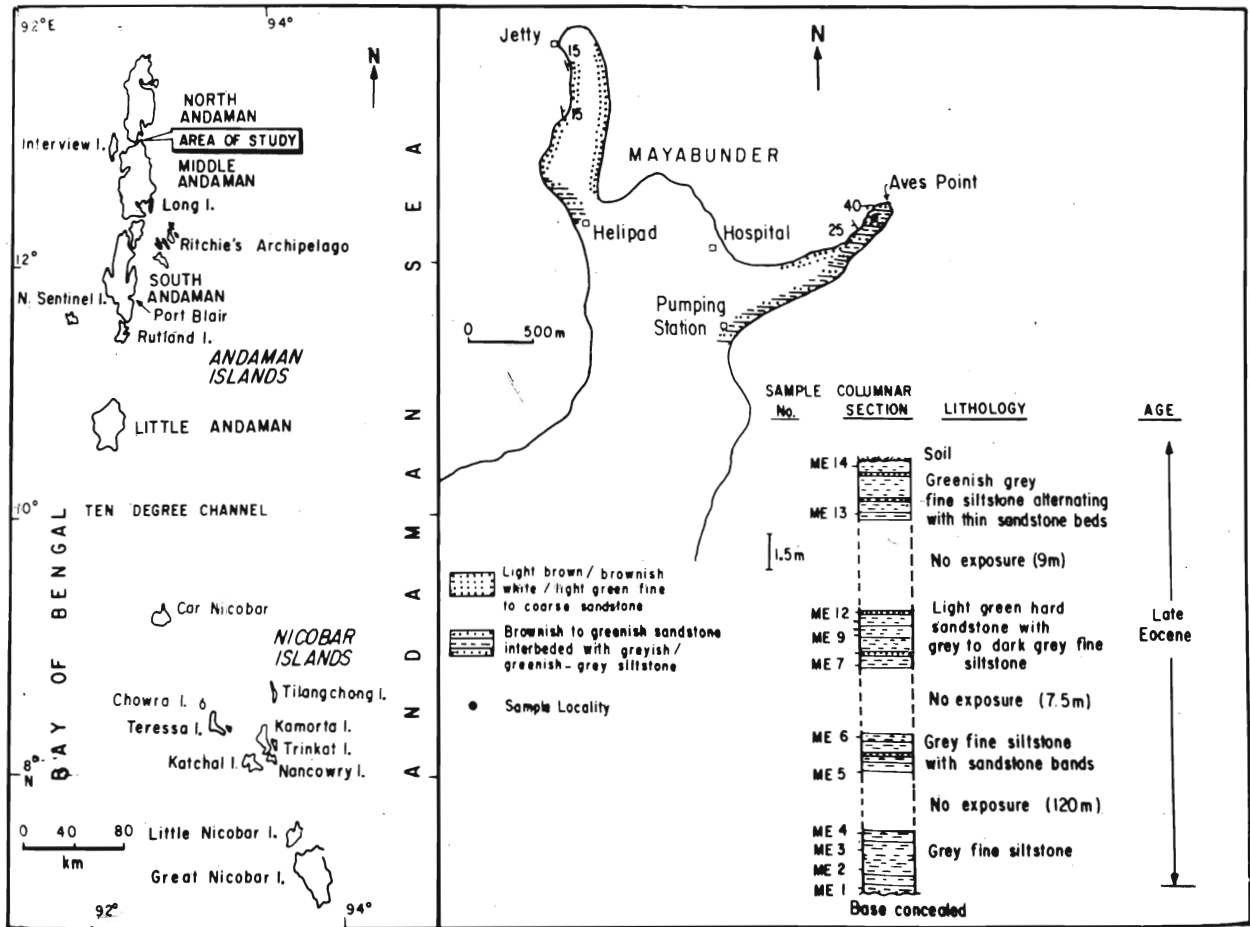 92°E
94°
N
NORTH
ANDAMAN
AREA OF STUDY
Interview I.
MIDDLE
ANDAMAN
Long I.
Ritchie's Archipelago
12°
SOUTH
ANDAMAN
N. Sentinel I.
Port Blair
Rutland I.
ANDAMAN
ISLANDS
LITTLE ANDAMAN
10°
TEN DEGREE CHANNEL
BAY OF BENGAL
ANDAMAN SEA
Car Nicobar
NICOBAR
ISLANDS
Chowra I.
Tilangchong I.
Teressa I.
Kamorta I.
Trinkat I.
Katchal I.
Nancowry I.
8°
N
0 40 80
km
Little Nicobar I.
Great Nicobar I.
92°
94°
Jetty
15
15
N
MAYABUNDER
Aves Point
40
25
Helipad
Hospital
0 500m
Pumping
Station
Light brown / brownish
white / light green fine
to coarse sandstone
Brownish to greenish sandstone
interbeded with greyish /
greenish-grey siltstone
Sample Locality
SAMPLE No.
COLUMNAR SECTION
LITHOLOGY
AGE
ME 14
Soil
Greenish grey
fine siltstone alternating
with thin sandstone beds
ME 13
1.5m
No exposure (9m)
ME 12
ME 9
ME 7
Light green hard
sandstone with
grey to dark grey fine
siltstone
Late
Eocene
No exposure (7.5m)
ME 6
Grey fine siltstone
with sandstone bands
ME 5
No exposure (120m)
ME 4
ME 3
Grey fine siltstone
ME 2
ME 1
Base concealed